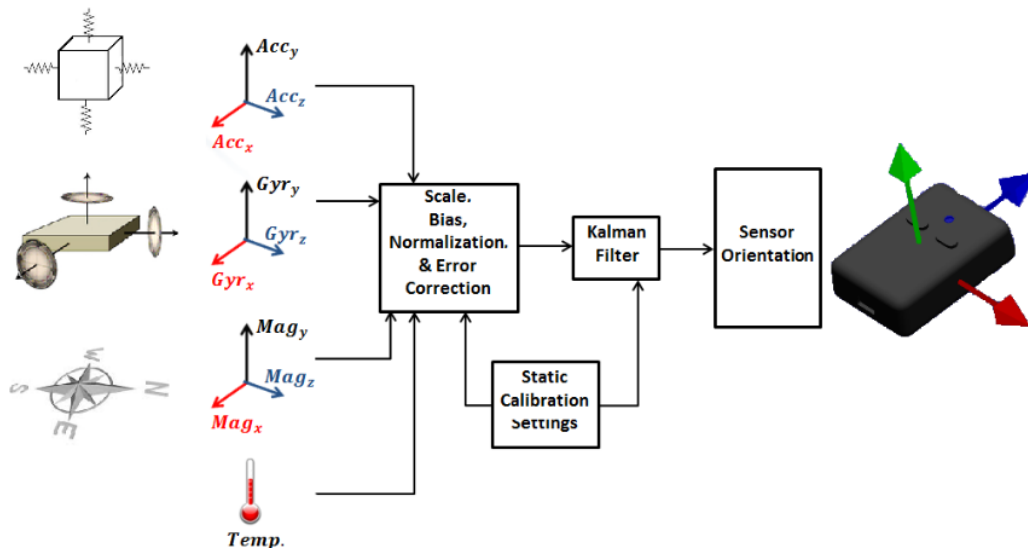 Acc_y
Acc_z
Acc_x
Gyr_y
Gyr_z
Gyr_x
Mag_y
Mag_z
Mag_x
Temp.
W
S
N
E
Scale.
Bias,
Normalization.
& Error
Correction
Kalman
Filter
Sensor
Orientation
Static
Calibration
Settings